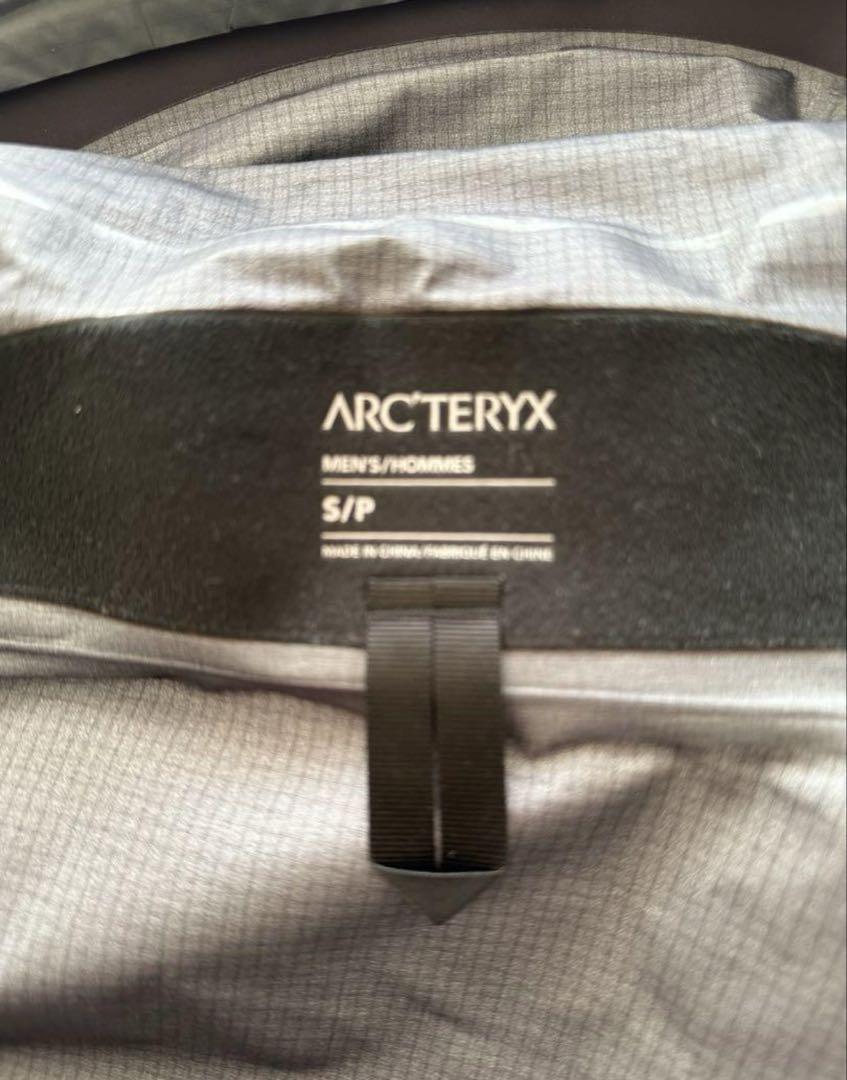 ARC'TERYX
MEN'S/HOMMES
S/P
MADE IN CHINA/FABRIQUÉ EN CHINE